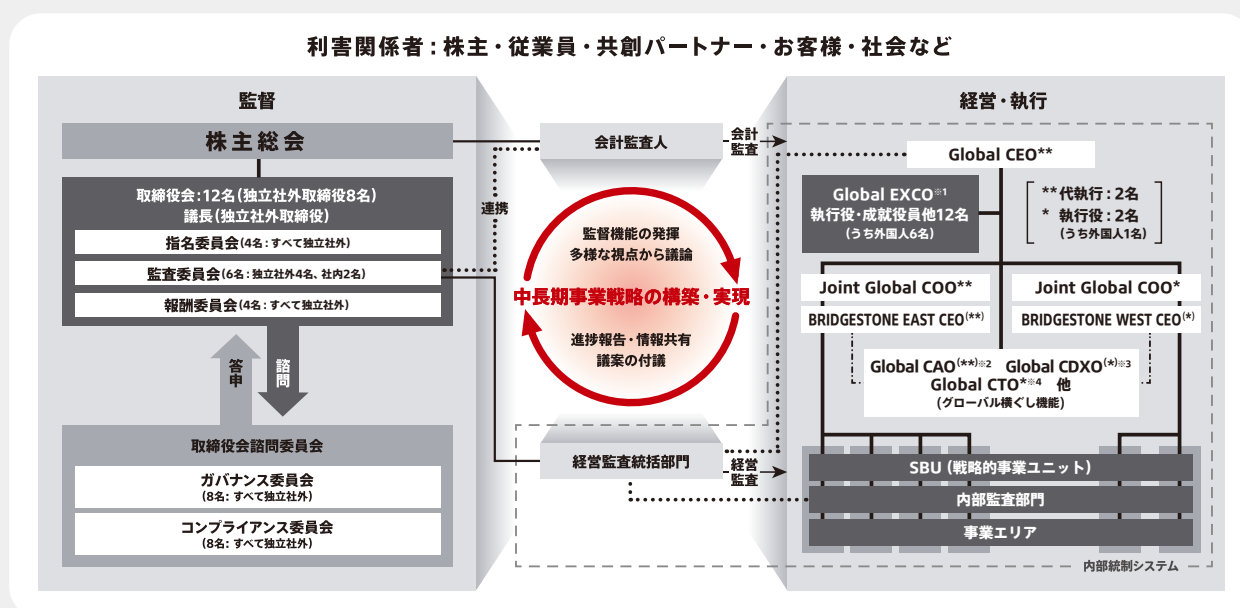 利害関係者：株主・従業員・共創パートナー・お客様・社会など
監督
株主総会
取締役会：12名（独立社外取締役8名）
議長（独立社外取締役）
指名委員会（4名：すべて独立社外）
監査委員会（6名：独立社外4名、社内2名）
報酬委員会（4名：すべて独立社外）
答申
諮問
取締役会諮問委員会
ガバナンス委員会
（8名：すべて独立社外）
コンプライアンス委員会
（8名：すべて独立社外）
連携
会計監査人
会計
監査
監督機能の発揮
多様な視点から議論
中長期事業戦略の構築・実現
進捗報告・情報共有
議案の付議
経営監査統括部門
経営
監査
経営・執行
Global CEO**
Global EXCO※1
執行役・成就役員他12名
（うち外国人6名）
**代執行：2名
* 執行役：2名
（うち外国人1名）
Joint Global COO**
BRIDGESTONE EAST CEO(**)
Joint Global COO*
BRIDGESTONE WEST CEO(*)
Global CAO(**)※2 Global CDXO(*)※3
Global CTO*※4 他
（グローバル横ぐし機能）
SBU（戦略的事業ユニット）
内部監査部門
事業エリア
内部統制システム